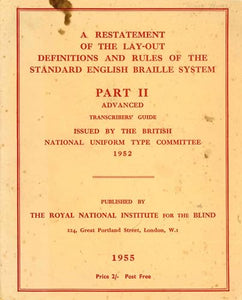 A RESTATEMENT
OF THE LAY-OUT
DEFINITIONS AND RULES OF THE
STANDARD ENGLISH BRAILLE SYSTEM
PART II
ADVANCED
TRANSCRIBERS' GUIDE
ISSUED BY THE BRITISH
NATIONAL UNIFORM TYPE COMMITTEE
1952
PUBLISHED BY
THE ROYAL NATIONAL INSTITUTE FOR THE BLIND
224, Great Portland Street, London, W.1
1955
Price 2/- Post Free